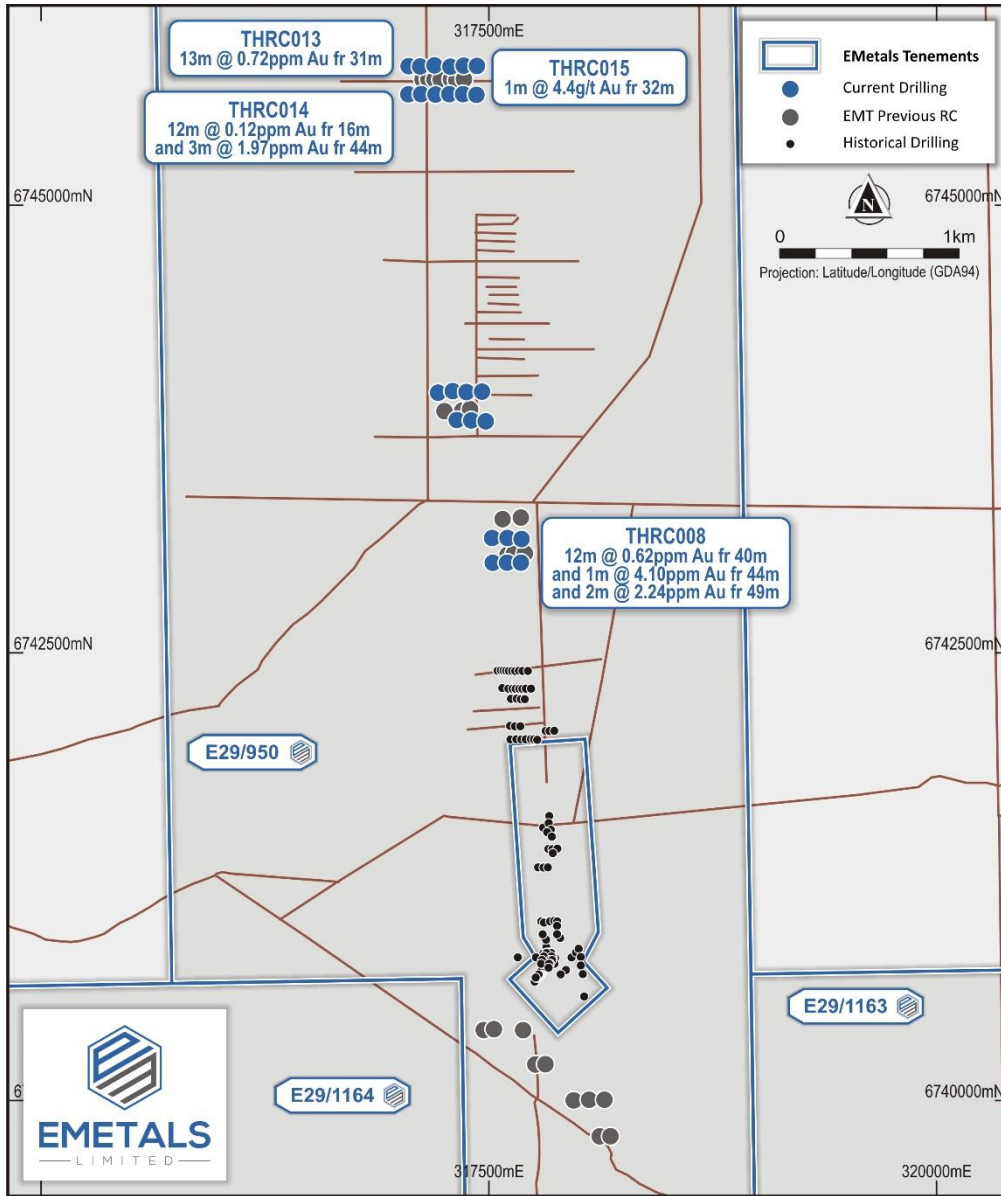 317500mE
THRC013
13m @ 0.72ppm Au fr 31m
THRC015
1m @ 4.4g/t Au fr 32m
THRC014
12m @ 0.12ppm Au fr 16m
and 3m @ 1.97ppm Au fr 44m
EMetals Tenements
Current Drilling
EMT Previous RC
Historical Drilling
6745000mN
6745000mN
N
0 1km
Projection: Latitude/Longitude (GDA94)
THRC008
12m @ 0.62ppm Au fr 40m
and 1m @ 4.10ppm Au fr 44m
and 2m @ 2.24ppm Au fr 49m
6742500mN
6742500mN
E29/950
E29/1163
E29/1164
6740000mN
EMETALS
LIMITED
317500mE
320000mE